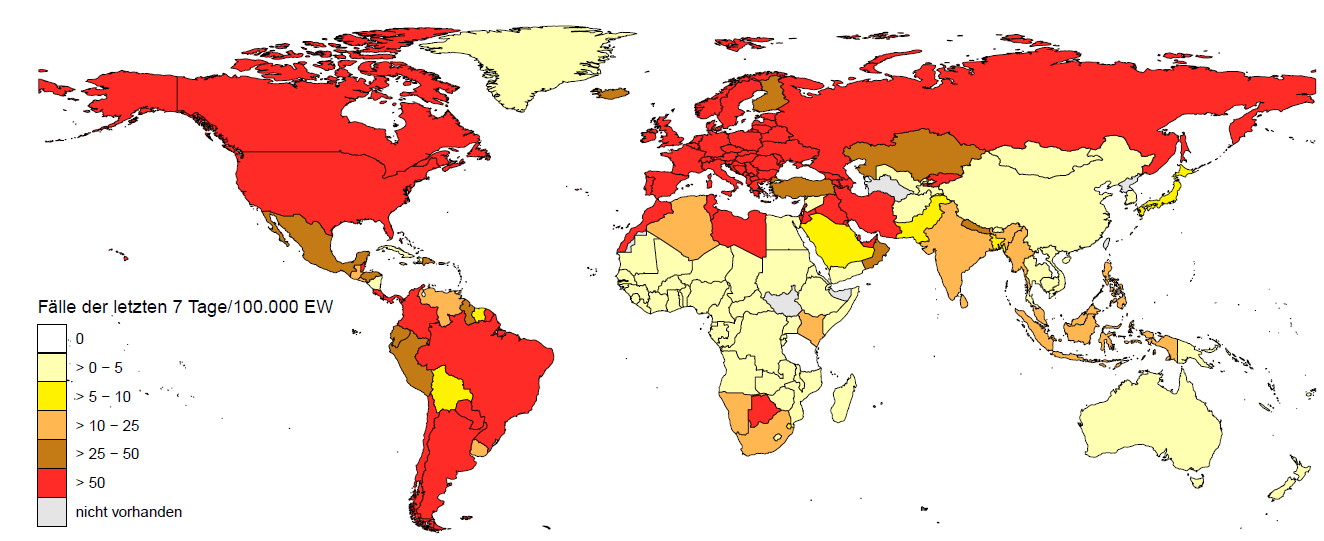 Fälle der letzten 7 Tage/100.000 EW
0
> 0 − 5
> 5 − 10
> 10 − 25
> 25 − 50
> 50
nicht vorhanden